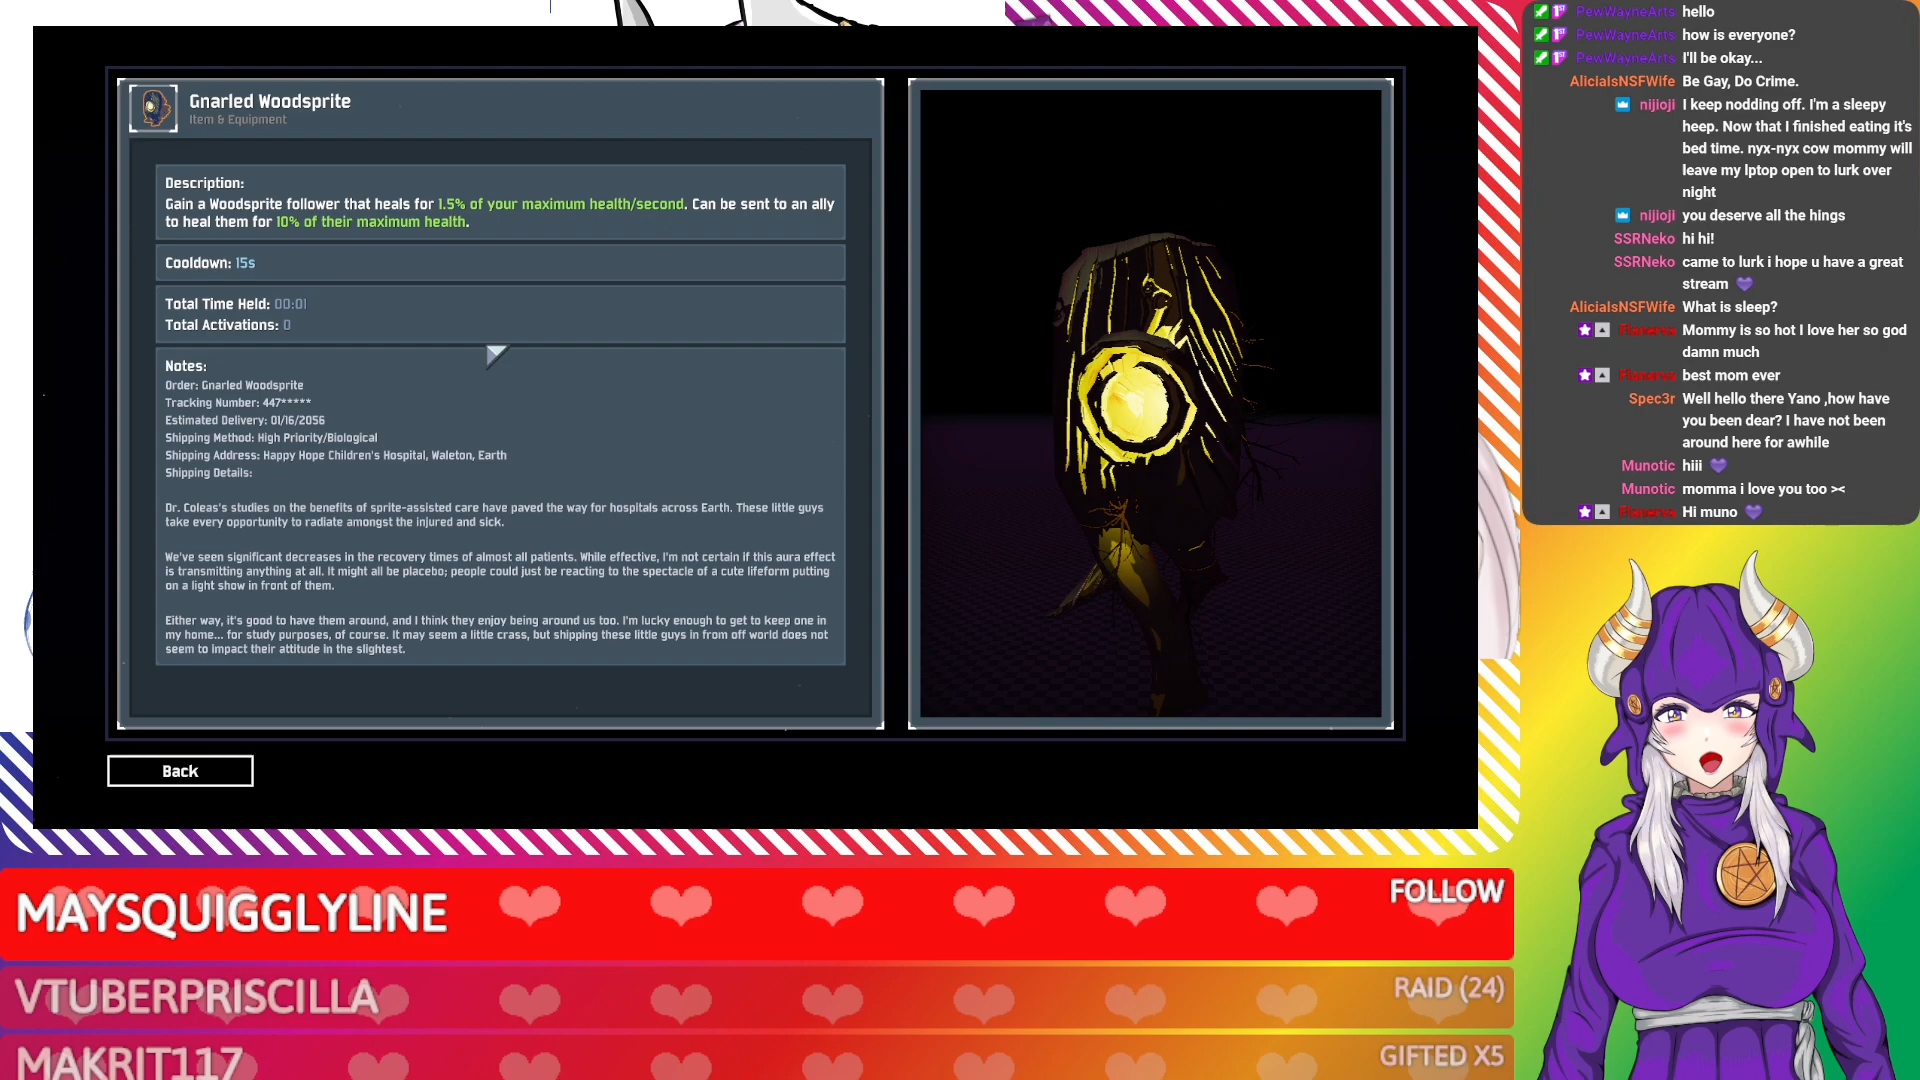 Gnarled Woodsprite
Item & Equipment
Description:
Gain a Woodsprite follower that heals for 1.5% of your maximum health/second. Can be sent to an ally
to heal them for 10% of their maximum health.
Cooldown: 15s
Total Time Held: 00:01
Total Activations: 0
Notes:
Order: Gnarled Woodsprite
Tracking Number: 447*****
Estimated Delivery: 01/16/2056
Shipping Method: High Priority/Biological
Shipping Address: Happy Hope Children's Hospital, Waleton, Earth
Shipping Details:
Dr. Coleas's studies on the benefits of sprite-assisted care have paved the way for hospitals across Earth. These little guys
take every opportunity to radiate amongst the injured and sick.
We've seen significant decreases in the recovery times of almost all patients. While effective, I'm not certain if this aura effect
is transmitting anything at all. It might all be placebo; people could just be reacting to the spectacle of a cute lifeform putting
on a light show in front of them.
Either way, it's good to have them around, and I think they enjoy being around us too. I'm lucky enough to get to keep one in
my home... for study purposes, of course. It may seem a little crass, but shipping these little guys in from off world does not
seem to impact their attitude in the slightest.
Back
PewWayneArts hello
PewWayneArts how is everyone?
PewWayneArts I'll be okay...
AliciaIsNSFWife Be Gay, Do Crime.
nijioji I keep nodding off. I'm a sleepy
heep. Now that I finished eating it's
bed time. nyx-nyx cow mommy will
leave my lptop open to lurk over
night
nijioji you deserve all the hings
SSRNeko hi hi!
SSRNeko came to lurk i hope u have a great
stream
AliciaIsNSFWife What is sleep?
Flanerva Mommy is so hot I love her so god
damn much
Flanerva best mom ever
Spec3r Well hello there Yano ,how have
you been dear? I have not been
around here for awhile
Munotic hiii
Munotic momma i love you too ><
Flanerva Hi muno
MAYSQUIGGLYLINE FOLLOW
VTUBERPRISCILLA RAID (24)
MAKRIT117 GIFTED X5